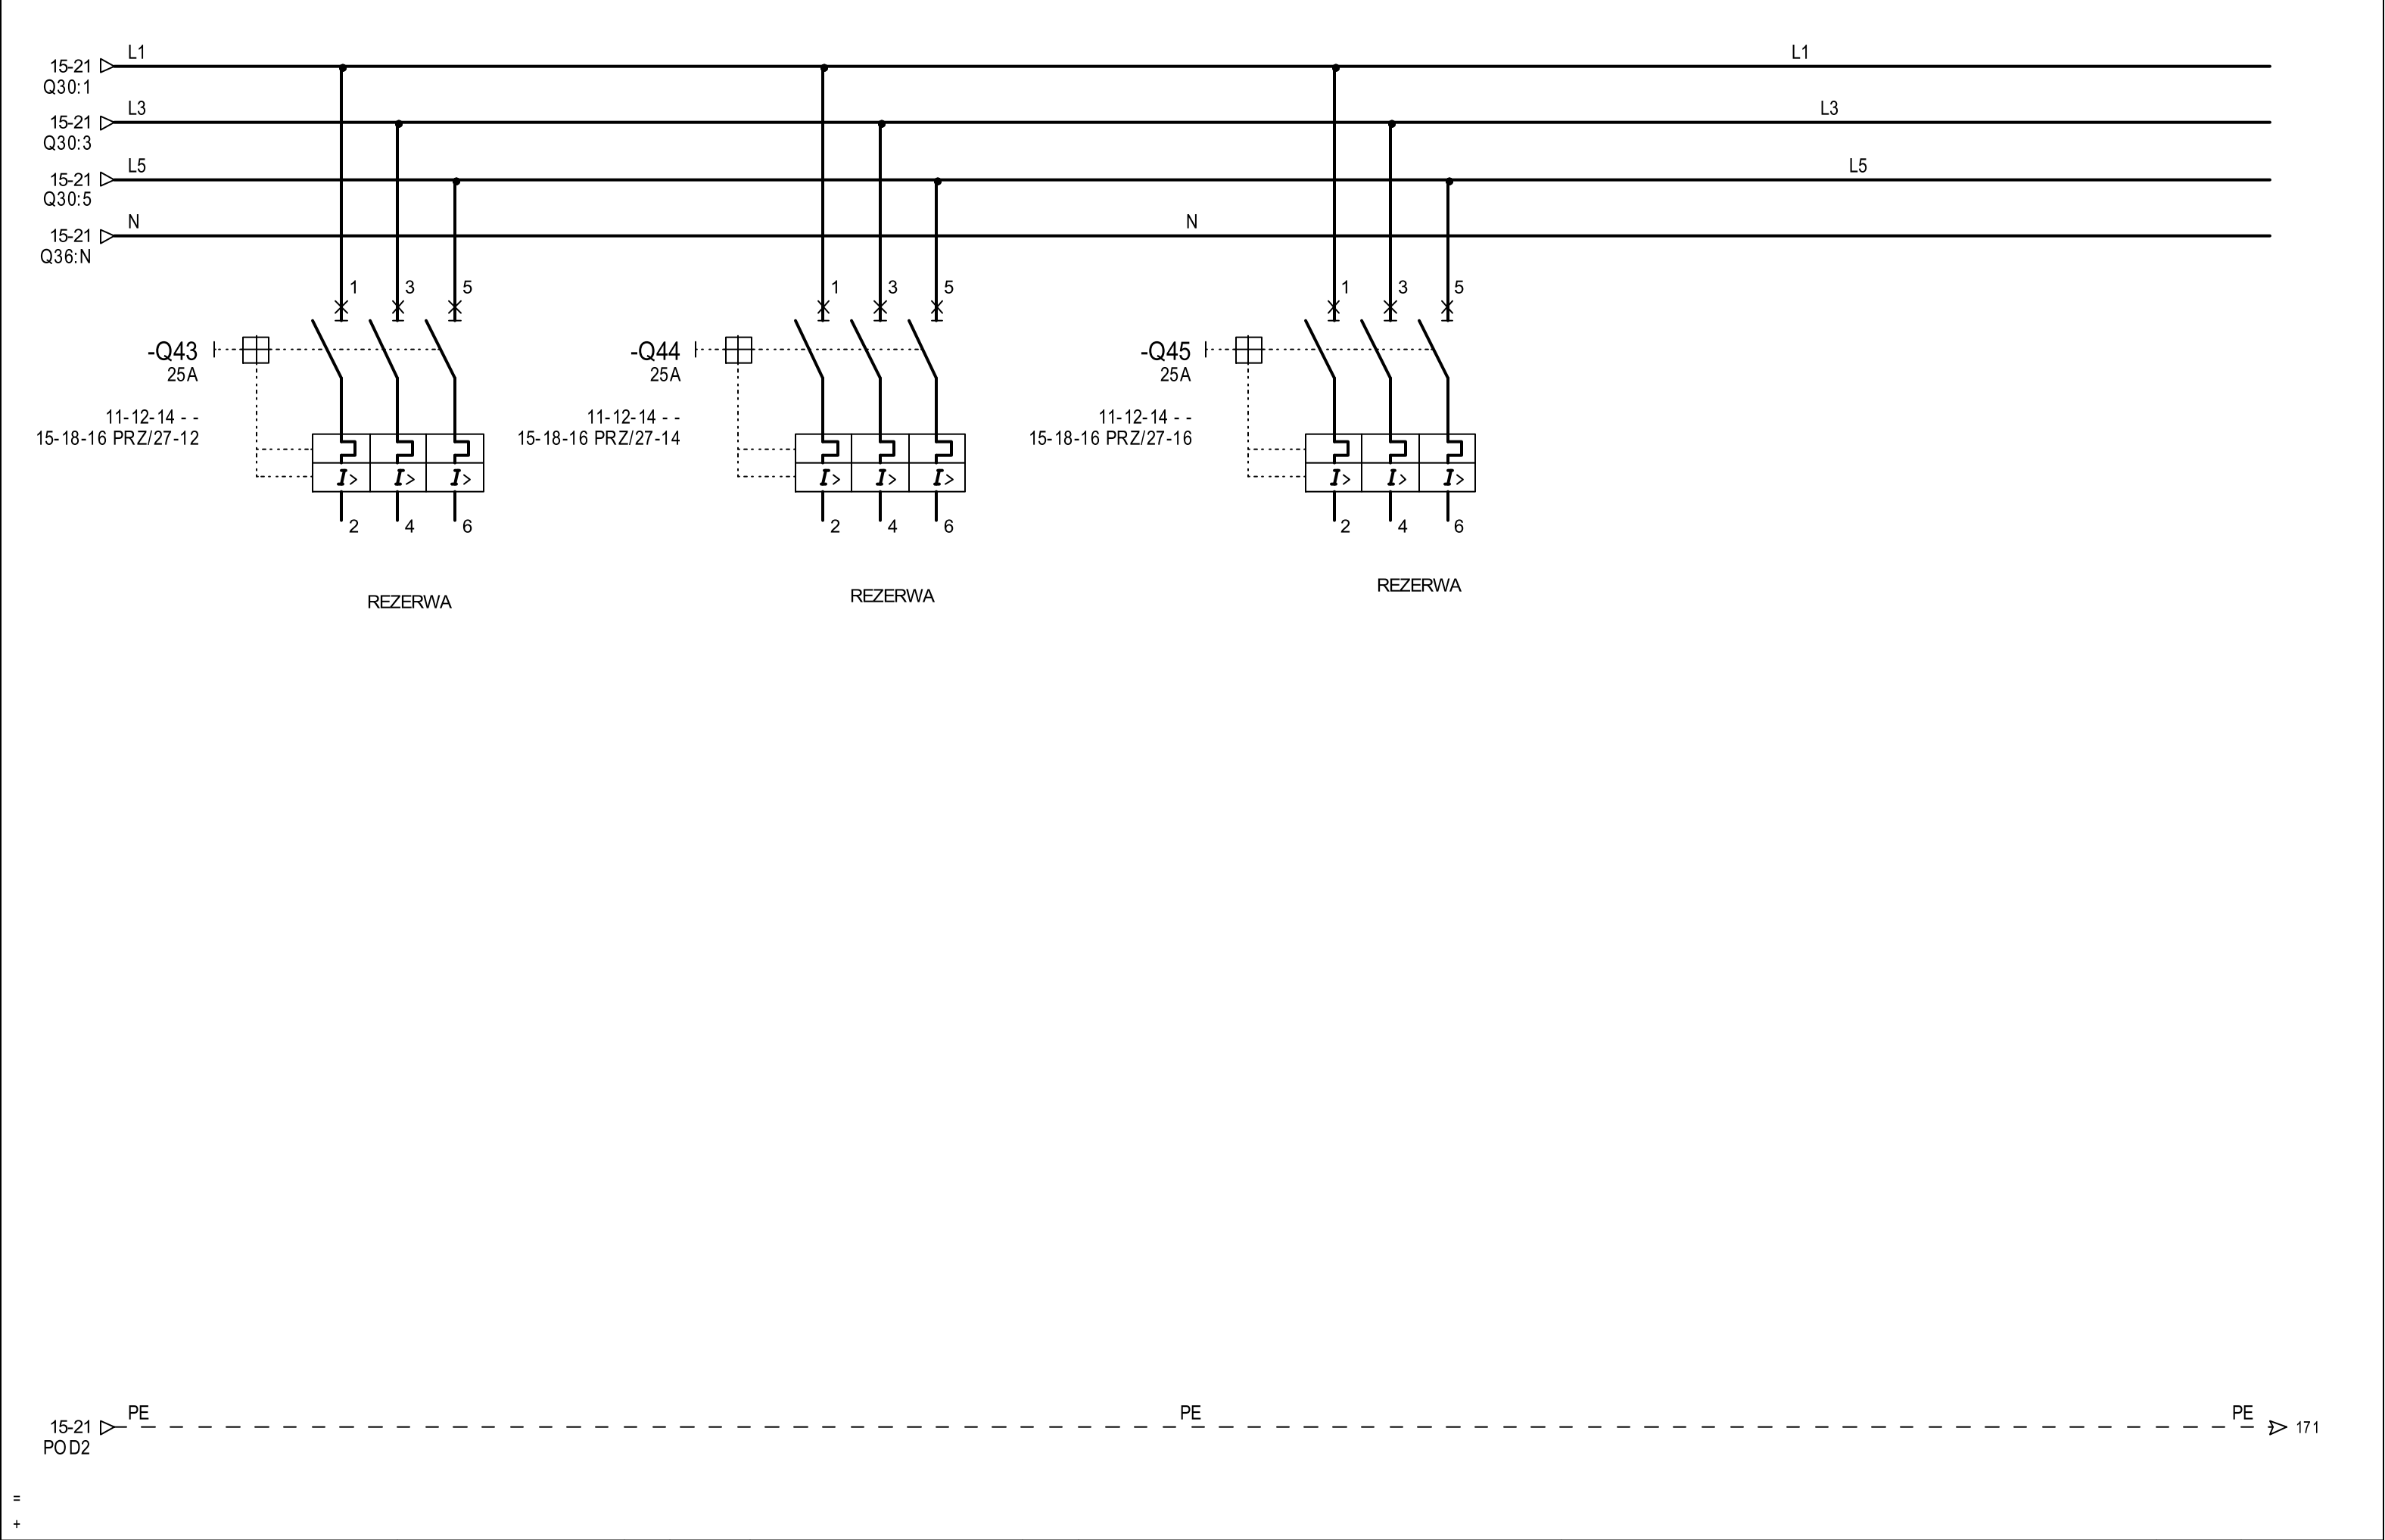 L1
L1
15-21
Q30:1
L3
L3
15-21
Q30:3
L5
L5
15-21
Q30:5
N
N
15-21
Q36:N
1 3 5
1 3 5
1 3 5
-Q43
25A
-Q44
25A
-Q45
25A
11-12-14 - -
15-18-16 PRZ/27-12
11-12-14 - -
15-18-16 PRZ/27-14
11-12-14 - -
15-18-16 PRZ/27-16
I> I> I>
I> I> I>
I> I> I>
2 4 6
2 4 6
2 4 6
REZERWA
REZERWA
REZERWA
PE
PE
PE
15-21
POD2
171
=
+